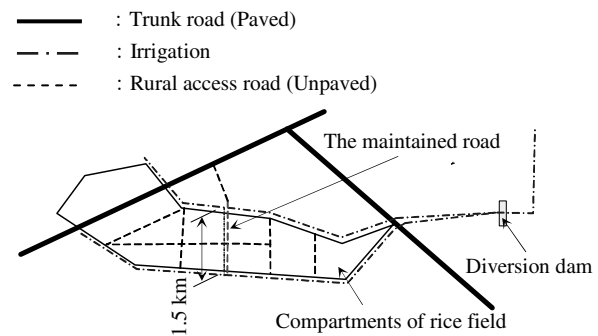 : Trunk road (Paved)
: Irrigation
: Rural access road (Unpaved)
The maintained road
Diversion dam
1.5 km
Compartments of rice field